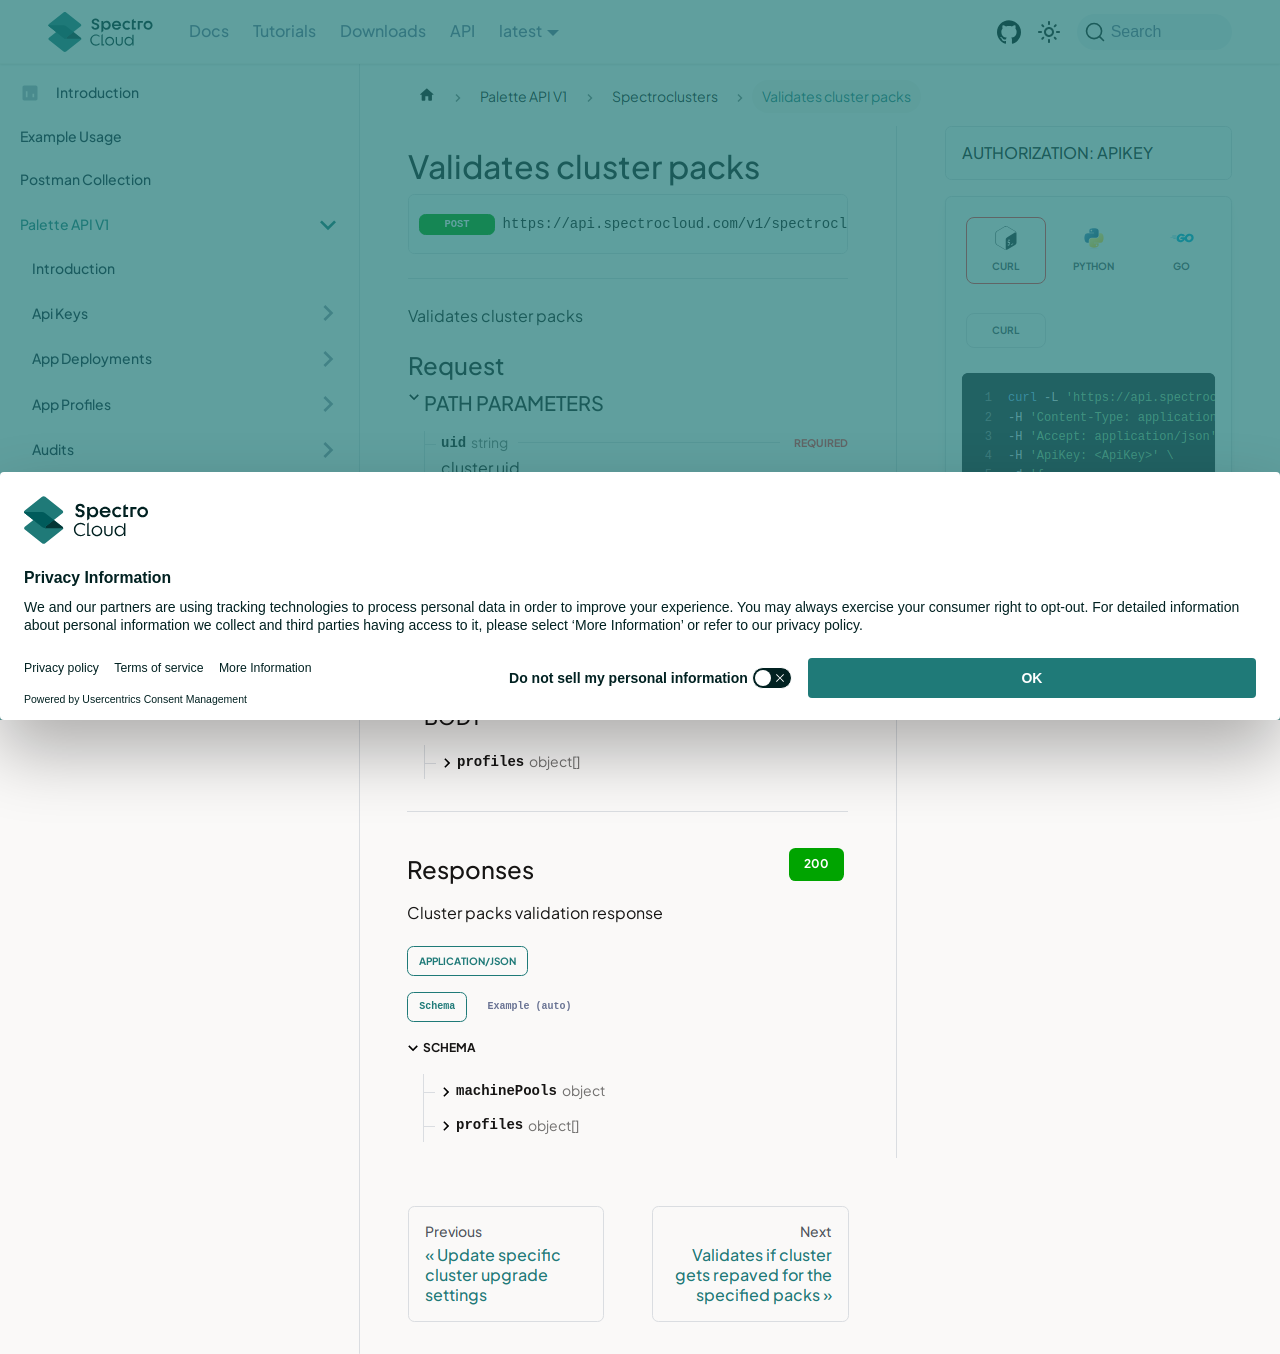 Spectro Cloud
Docs
Tutorials
Downloads
API
latest
Search
Introduction
Example Usage
Postman Collection
Palette API V1
Introduction
Api Keys
App Deployments
App Profiles
Audits
Palette API V1
Spectroclusters
Validates cluster packs
Validates cluster packs
POST https://api.spectrocloud.com/v1/spectrocl
Validates cluster packs
Request
PATH PARAMETERS
uid string REQUIRED
cluster uid
AUTHORIZATION: APIKEY
CURL
PYTHON
GO
CURL
1 curl -L 'https://api.spectroc
2 -H 'Content-Type: application
3 -H 'Accept: application/json'
4 -H 'ApiKey: <ApiKey>' \
Spectro Cloud
Privacy Information
We and our partners are using tracking technologies to process personal data in order to improve your experience. You may always exercise your consumer right to opt-out. For detailed information
about personal information we collect and third parties having access to it, please select ‘More Information’ or refer to our privacy policy.
Privacy policy
Terms of service
More Information
Do not sell my personal information
OK
Powered by Usercentrics Consent Management
BODY
profiles object[]
Responses
200
Cluster packs validation response
APPLICATION/JSON
Schema
Example (auto)
SCHEMA
machinePools object
profiles object[]
Previous
« Update specific
cluster upgrade
settings
Next
Validates if cluster
gets repaved for the
specified packs »